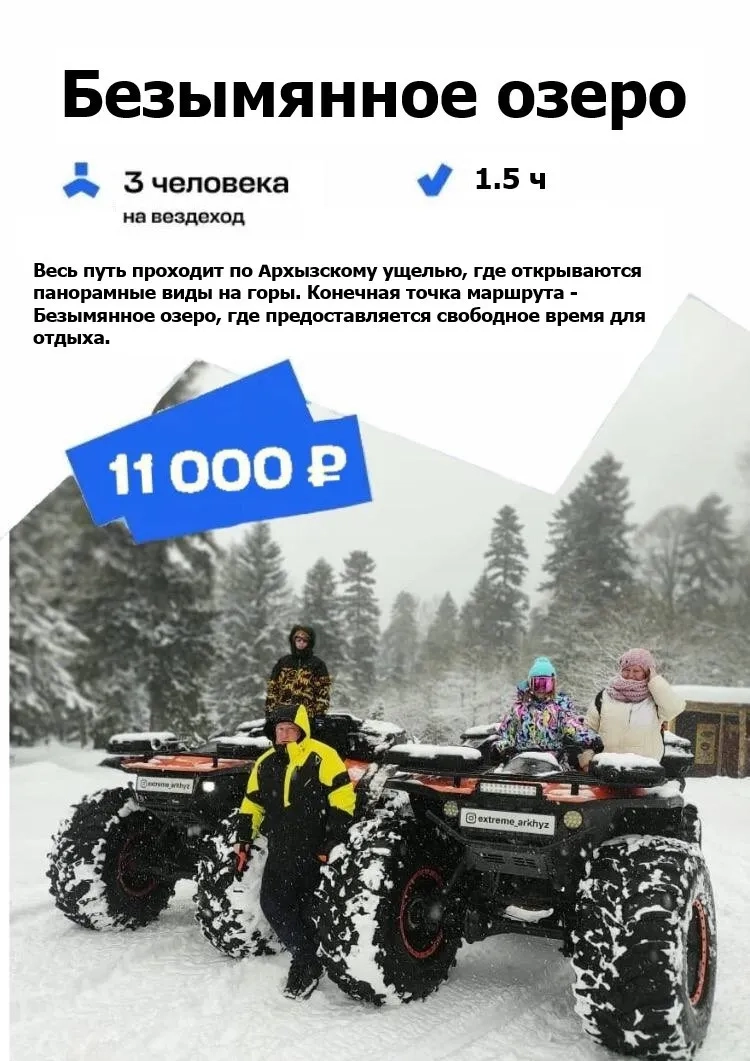 Безымянное озеро
3 человека
на вездеход
1.5 ч
Весь путь проходит по Архызскому ущелью, где открываются
панорамные виды на горы. Конечная точка маршрута -
Безымянное озеро, где предоставляется свободное время для
отдыха.
11 000 ₽
extreme_arkhyz
extreme_arkhyz